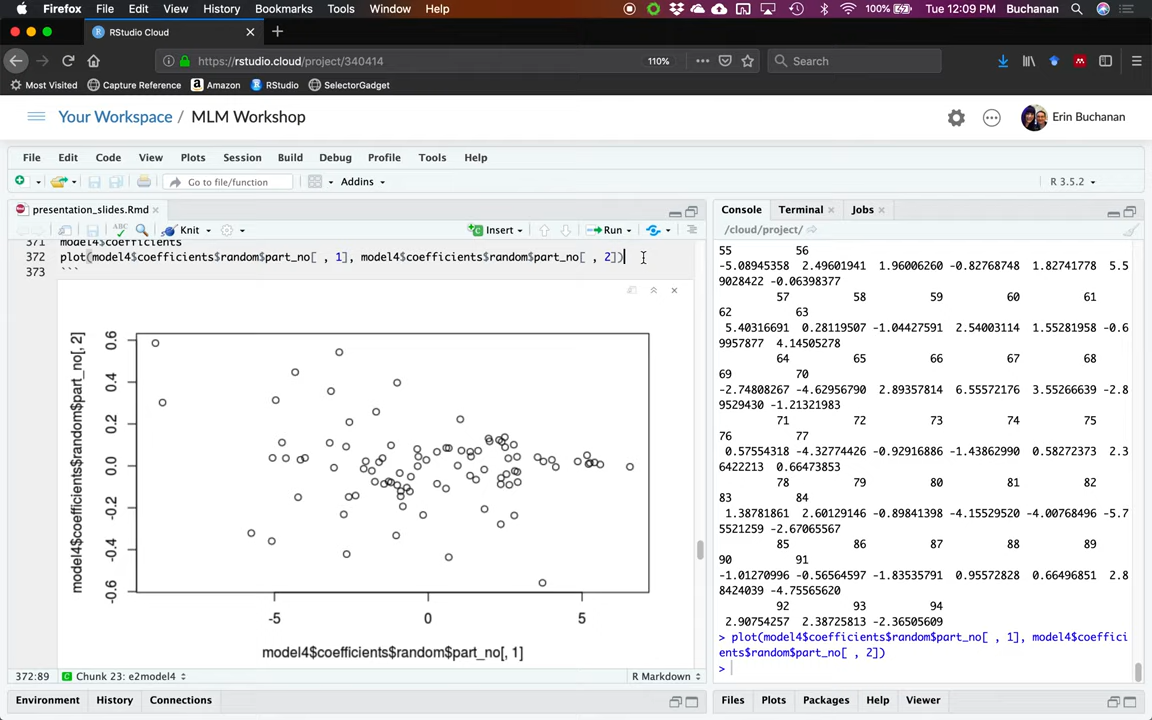 Firefox File Edit View History Bookmarks Tools Window Help 100% Tue 12:09 PM Buchanan
RStudio Cloud
https://rstudio.cloud/project/340414 110% Search
Most Visited Capture Reference Amazon RStudio SelectorGadget
Your Workspace / MLM Workshop Erin Buchanan
File Edit Code View Plots Session Build Debug Profile Tools Help
Go to file/function Addins R 3.5.2
presentation_slides.Rmd
ABC Knit Insert Run
371 model4$coefficients
372 plot(model4$coefficients$random$part_no[ , 1], model4$coefficients$random$part_no[ , 2])
373 ```
model4$coefficients$random$part_no[, 2]
0.6
0.4
0.2
0.0
-0.2
-0.4
-0.6
-5 0 5
model4$coefficients$random$part_no[, 1]
372:89 Chunk 23: e2model4 R Markdown
Environment History Connections
Console Terminal Jobs
/cloud/project/
55 56
-5.08945358 2.49601941 1.96006260 -0.82768748 1.82741778 5.5
9028422 -0.06398377
57 58 59 60 61
62 63
5.40316691 0.28119507 -1.04427591 2.54003114 1.55281958 -0.6
9957877 4.14505278
64 65 66 67 68
69 70
-2.74808267 -4.62956790 2.89357814 6.55572176 3.55266639 -2.8
9529430 -1.21321983
71 72 73 74 75
76 77
0.57554318 -4.32774426 -0.92919886 -1.43862990 0.58272373 2.3
6422213 0.66473853
78 79 80 81 82
83 84
1.38781861 2.60129146 -0.89841398 -4.15529520 -4.00768496 -5.7
5521259 -2.67065567
85 86 87 88 89
90 91
-1.01270996 -0.56564597 -1.83535791 0.95572828 0.66496851 2.8
8424039 -4.75565620
92 93 94
2.90754257 2.38725813 -2.36505609
> plot(model4$coefficients$random$part_no[ , 1], model4$coeffici
ents$random$part_no[ , 2])
>
Files Plots Packages Help Viewer